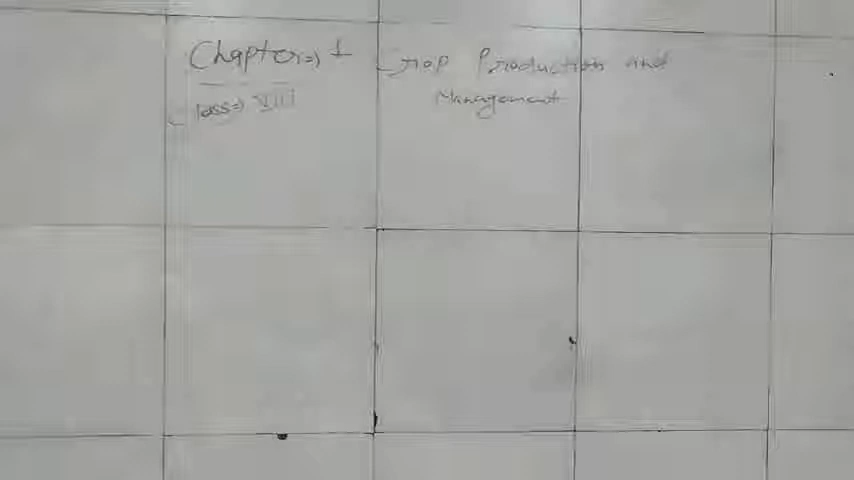 Chapter => 1 Crop Production and
Management
Class => VIII